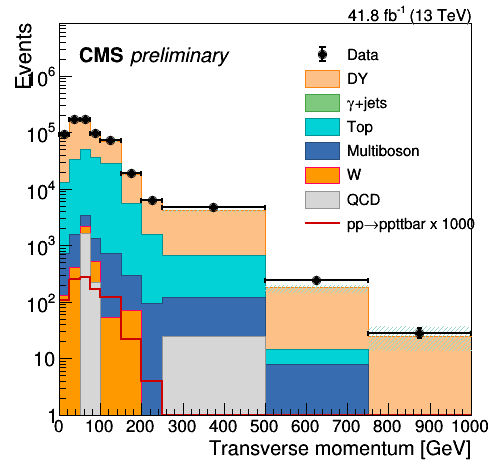 41.8 fb⁻¹ (13 TeV)
Events
CMS preliminary
Data
DY
γ+jets
Top
Multiboson
W
QCD
pp→ppttbar x 1000
10⁶
10⁵
10⁴
10³
10²
10
1
0 100 200 300 400 500 600 700 800 900 1000
Transverse momentum [GeV]